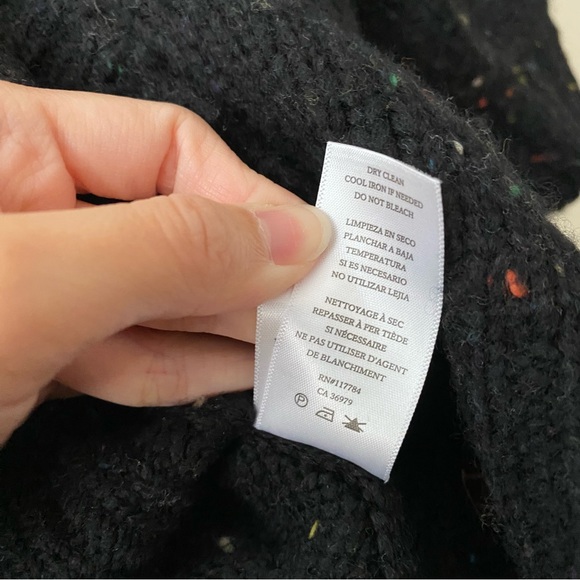 DRY CLEAN
COOL IRON IF NEEDED
DO NOT BLEACH
LIMPIEZA EN SECO
PLANCHAR A BAJA
TEMPERATURA
SI ES NECESARIO
NO UTILIZAR LEJIA
NETTOYAGE À SEC
REPASSER À PER TIÈDE
SI NÉCESSAIRE
NE PAS UTILISER D'AGENT
DE BLANCHIMENT
RN#117784
CA 36979
P